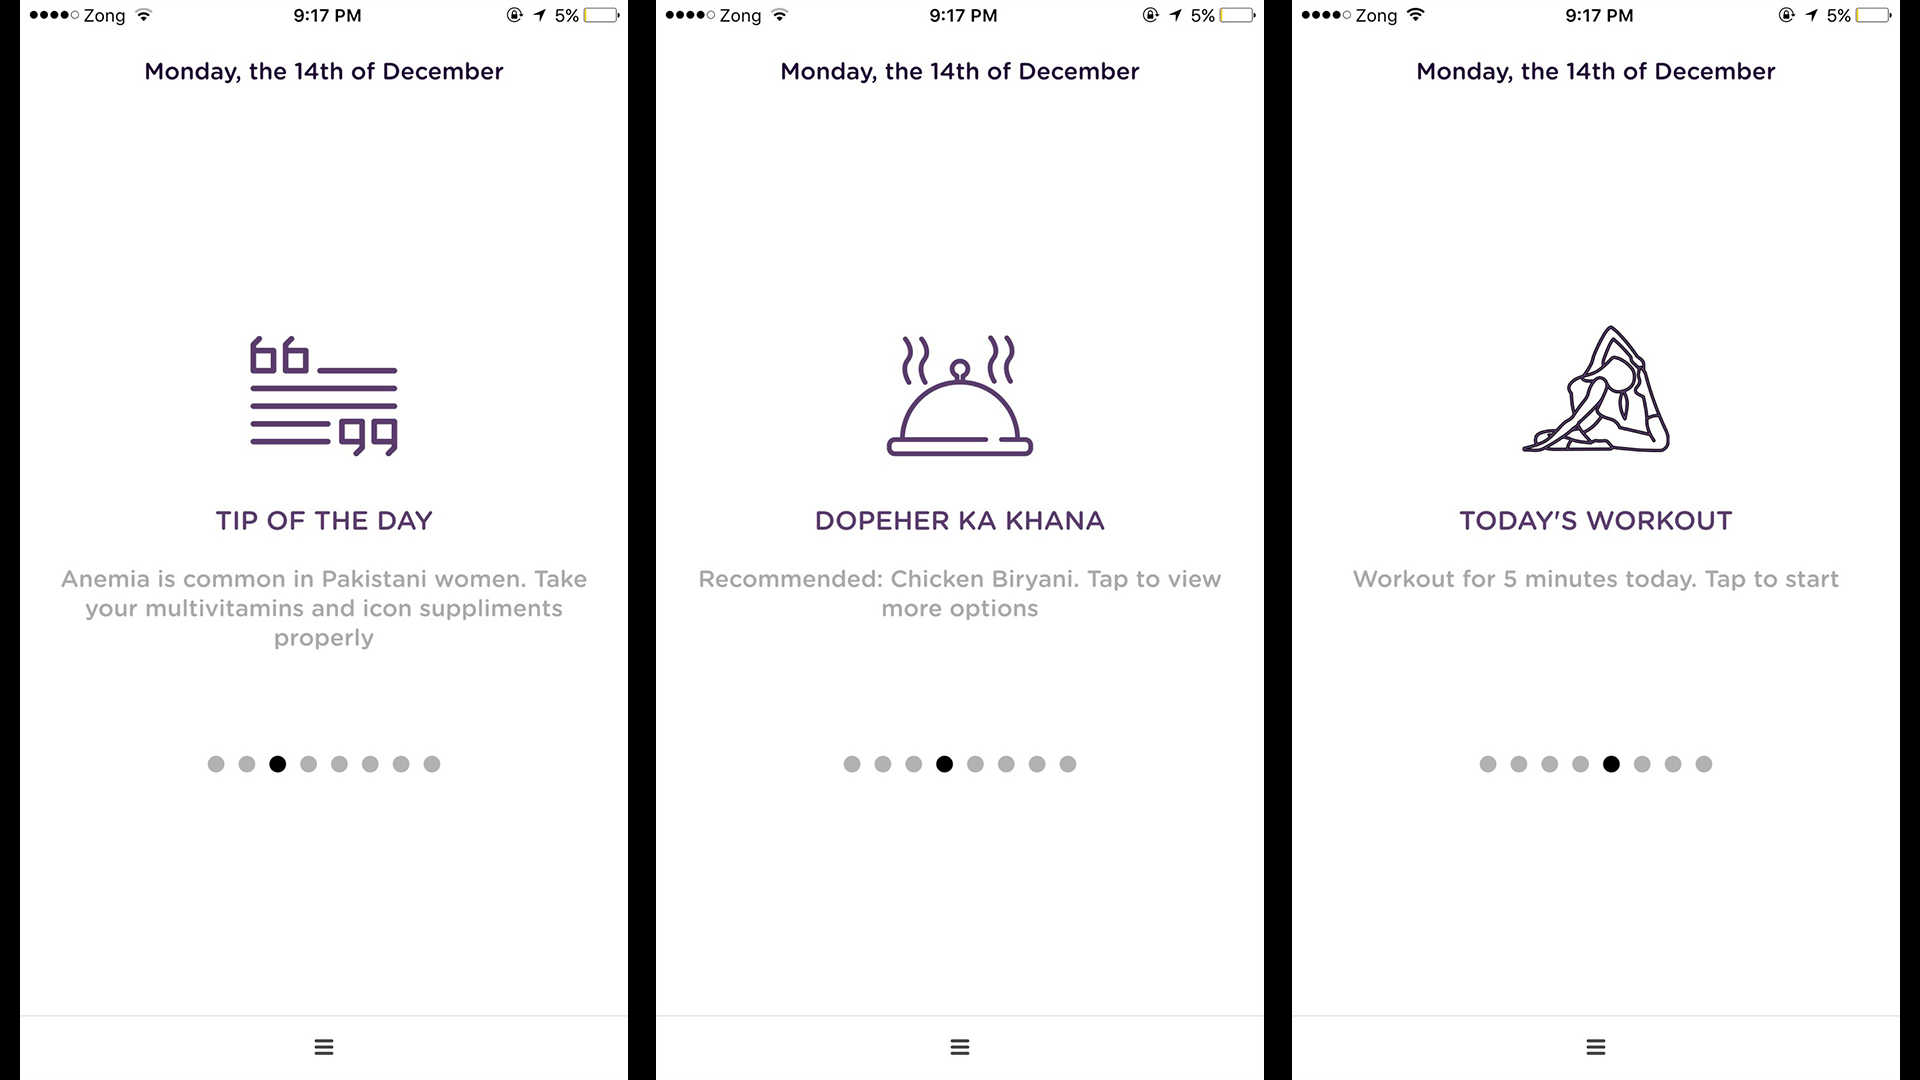 Zong 9:17 PM 5%
Monday, the 14th of December
TIP OF THE DAY
Anemia is common in Pakistani women. Take
your multivitamins and icon suppliments
properly
Zong 9:17 PM 5%
Monday, the 14th of December
DOPEHER KA KHANA
Recommended: Chicken Biryani. Tap to view
more options
Zong 9:17 PM 5%
Monday, the 14th of December
TODAY'S WORKOUT
Workout for 5 minutes today. Tap to start